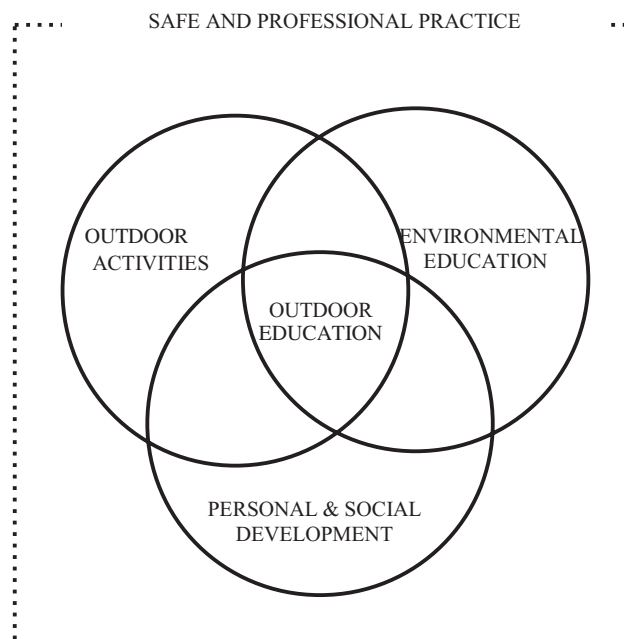 SAFE AND PROFESSIONAL PRACTICE
OUTDOOR
ACTIVITIES
ENVIRONMENTAL
EDUCATION
OUTDOOR
EDUCATION
PERSONAL & SOCIAL
DEVELOPMENT